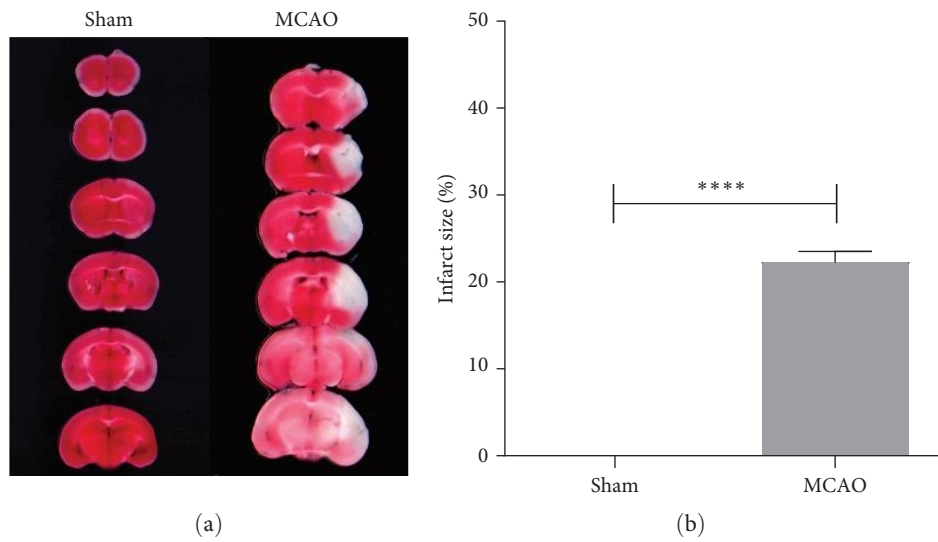 Sham
MCAO
(a)
50
40
30
20
10
0
Infarct size (%)
****
Sham
MCAO
(b)